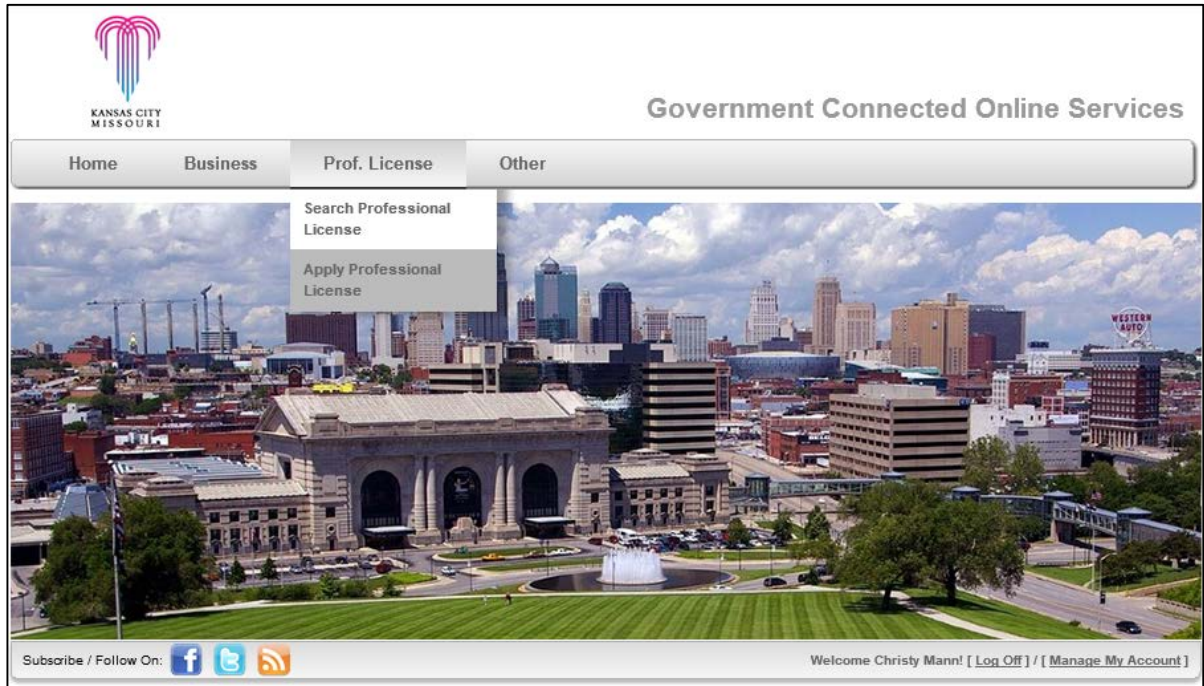 KANSAS CITY
MISSOURI
Government Connected Online Services
Home Business Prof. License Other
Search Professional
License
Apply Professional
License
WESTERN
AUTO
Subscribe / Follow On:
Welcome Christy Mann! [ Log Off ] / [ Manage My Account ]